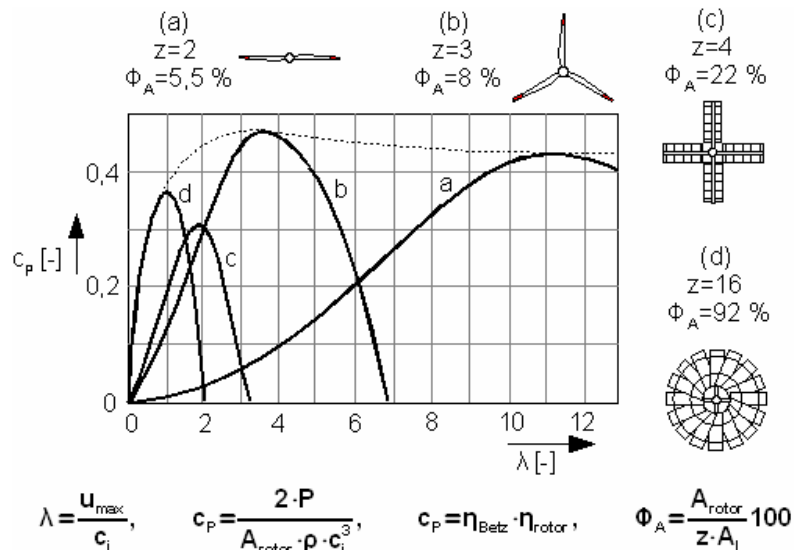 (a)
z=2
Φ_A=5,5 %
(b)
z=3
Φ_A=8 %
(c)
z=4
Φ_A=22 %
(d)
z=16
Φ_A=92 %
0,4
0,2
0
c_P [-]
d
c
b
a
0 2 4 6 8 10 12
λ [-]
λ = u_max / c_i, c_P = 2·P / A_rotor·ρ·c_i^3, c_P = η_Betz·η_rotor, Φ_A = A_rotor / z·A_l 100